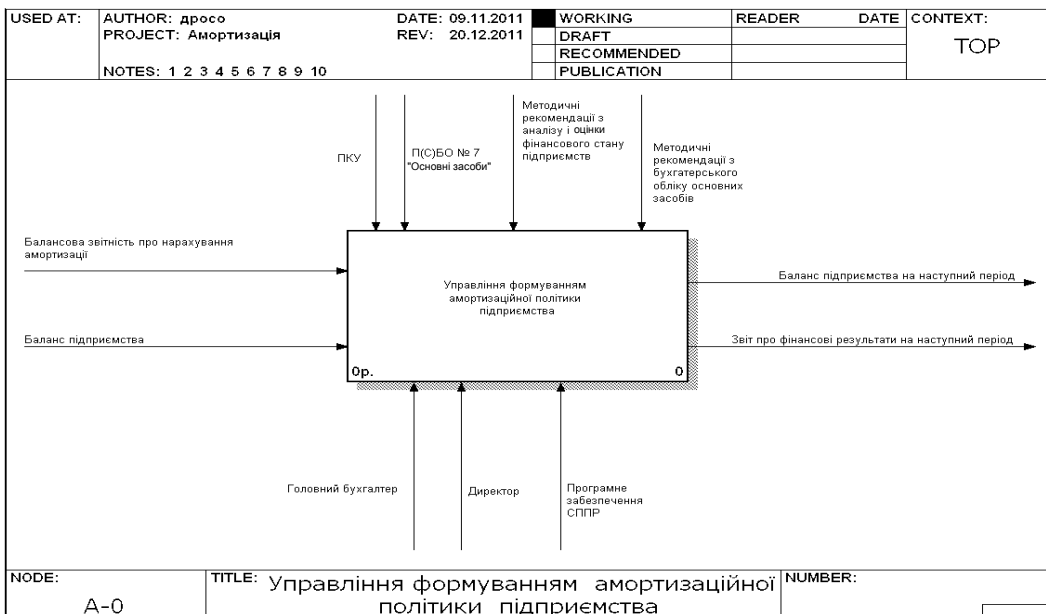 USED AT:
AUTHOR: дросо
DATE: 09.11.2011
WORKING
READER
DATE
CONTEXT:
PROJECT: Амортизація
REV: 20.12.2011
DRAFT
TOP
RECOMMENDED
NOTES: 1 2 3 4 5 6 7 8 9 10
PUBLICATION
ПКУ
П(С)БО № 7
"Основні засоби"
Методичні
рекомендації з
аналізу і оцінки
фінансового стану
підприємств
Методичні
рекомендації з
бухгатерського
обліку основних
засобів
Балансова звітність про нарахування
амортизації
Баланс підприємства
Управління формуванням
амортизаційної політики
підприємства
0р.
0
Баланс підприємства на наступний період
Звіт про фінансові результати на наступний період
Головний бухгалтер
Директор
Програмне
забезпечення
СППР
NODE:
A-0
TITLE:
Управління формуванням амортизаційної
політики підприємства
NUMBER: